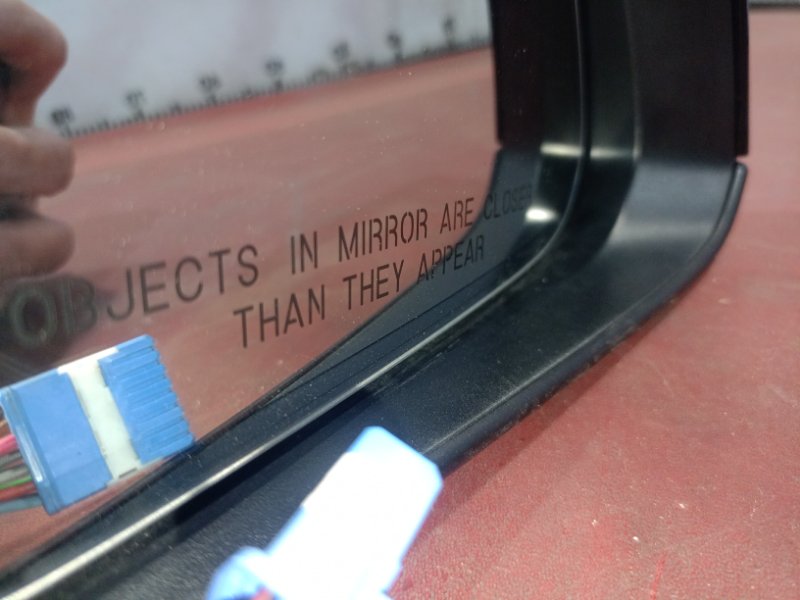 OBJECTS IN MIRROR ARE CLOSER
THAN THEY APPEAR